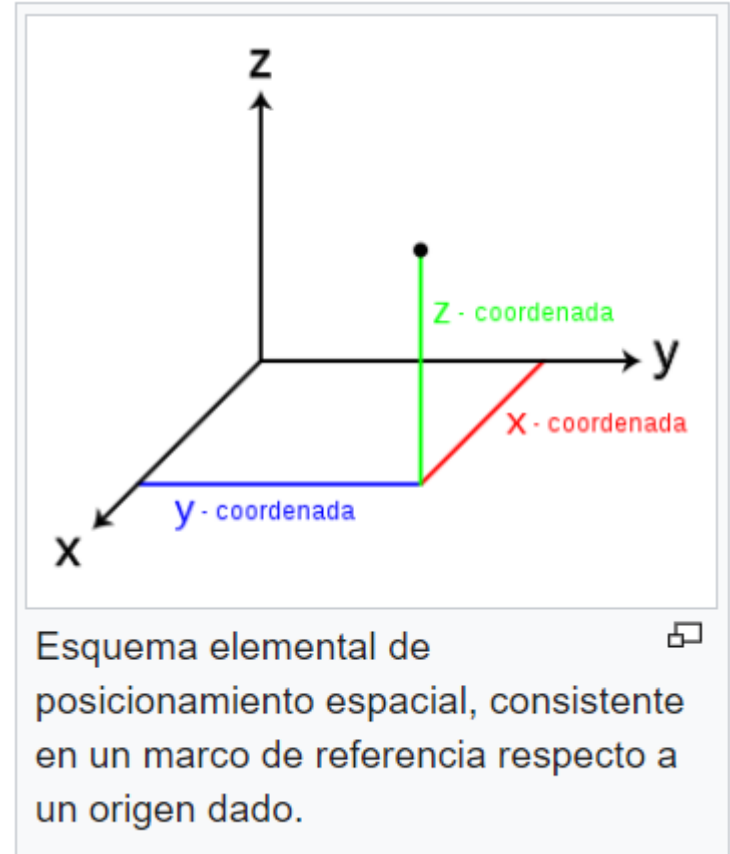 z
z - coordenada
y
x - coordenada
y - coordenada
x
Esquema elemental de
posicionamiento espacial, consistente
en un marco de referencia respecto a
un origen dado.